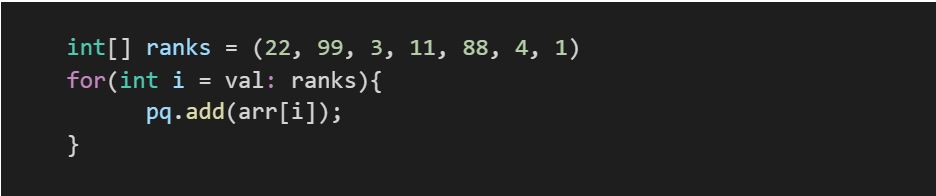 int[] ranks = (22, 99, 3, 11, 88, 4, 1)
for(int i = val: ranks){
pq.add(arr[i]);
}